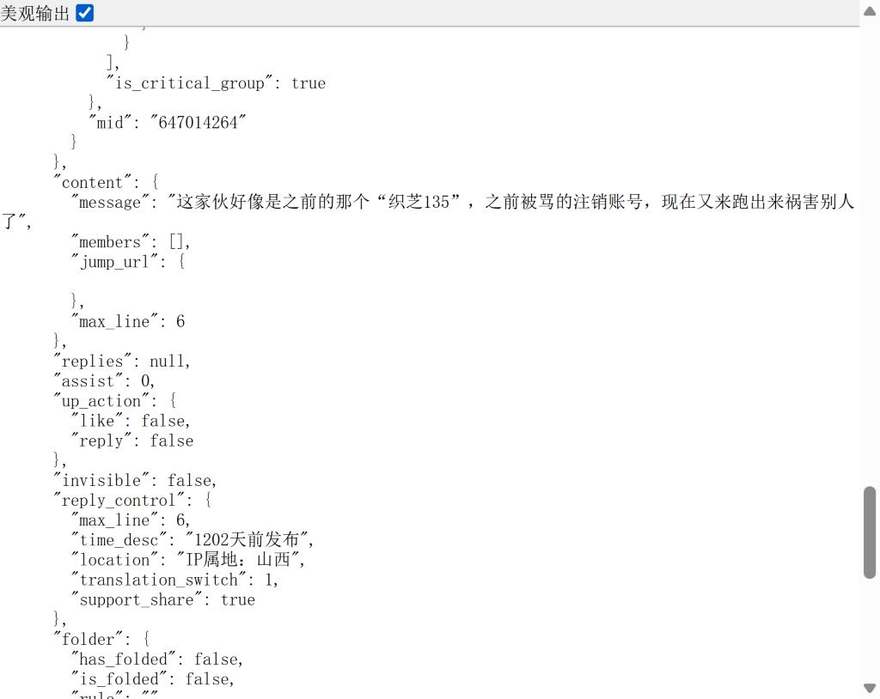 美观输出
}
],
"is_critical_group": true
},
"mid": "647014264"
}
},
"content": {
"message": "这家伙好像是之前的那个“织芝135”，之前被骂的注销账号，现在又来跑出来祸害别人
了",
"members": [],
"jump_url": {
},
"max_line": 6
},
"replies": null,
"assist": 0,
"up_action": {
"like": false,
"reply": false
},
"invisible": false,
"reply_control": {
"max_line": 6,
"time_desc": "1202天前发布",
"location": "IP属地：山西",
"translation_switch": 1,
"support_share": true
},
"folder": {
"has_folded": false,
"is_folded": false,
"rule": ""